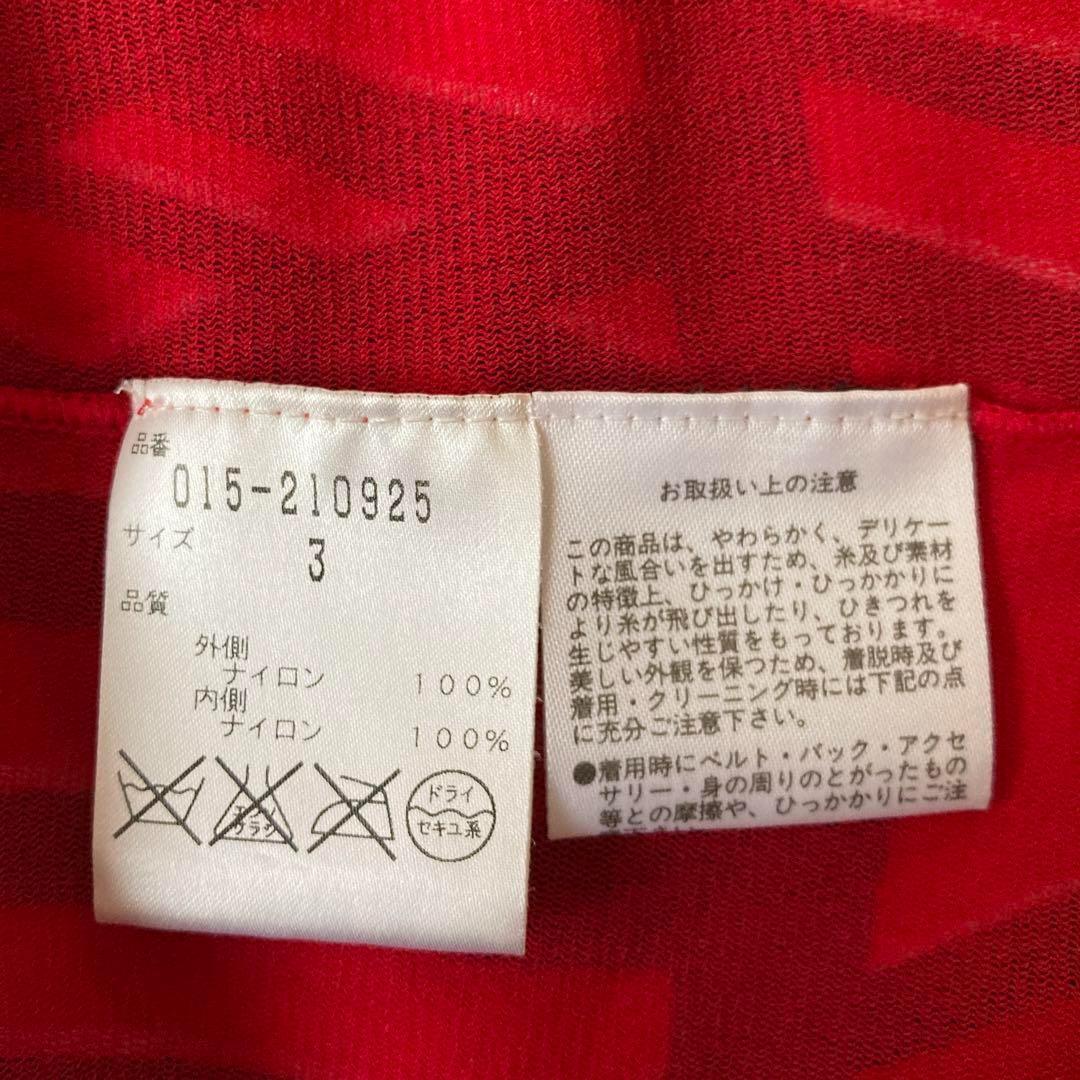 品番
015-210925
サイズ
3
品質
外側
ナイロン 100%
内側
ナイロン 100%
エンソ
サラシ
ドライ
セキユ系
お取扱い上の注意
この商品は、やわらかく、デリケー
トな風合いを出すため、糸及び素材
の特徴上、ひっかけ・ひっかかりに
より糸が飛び出したり、ひきつれを
生じやすい性質をもっております。
美しい外観を保つため、着脱時及び
着用・クリーニング時には下記の点
に充分ご注意下さい。
●着用時にベルト・バック・アクセ
サリー・身の周りのとがったもの
等との摩擦や、ひっかかりにご注